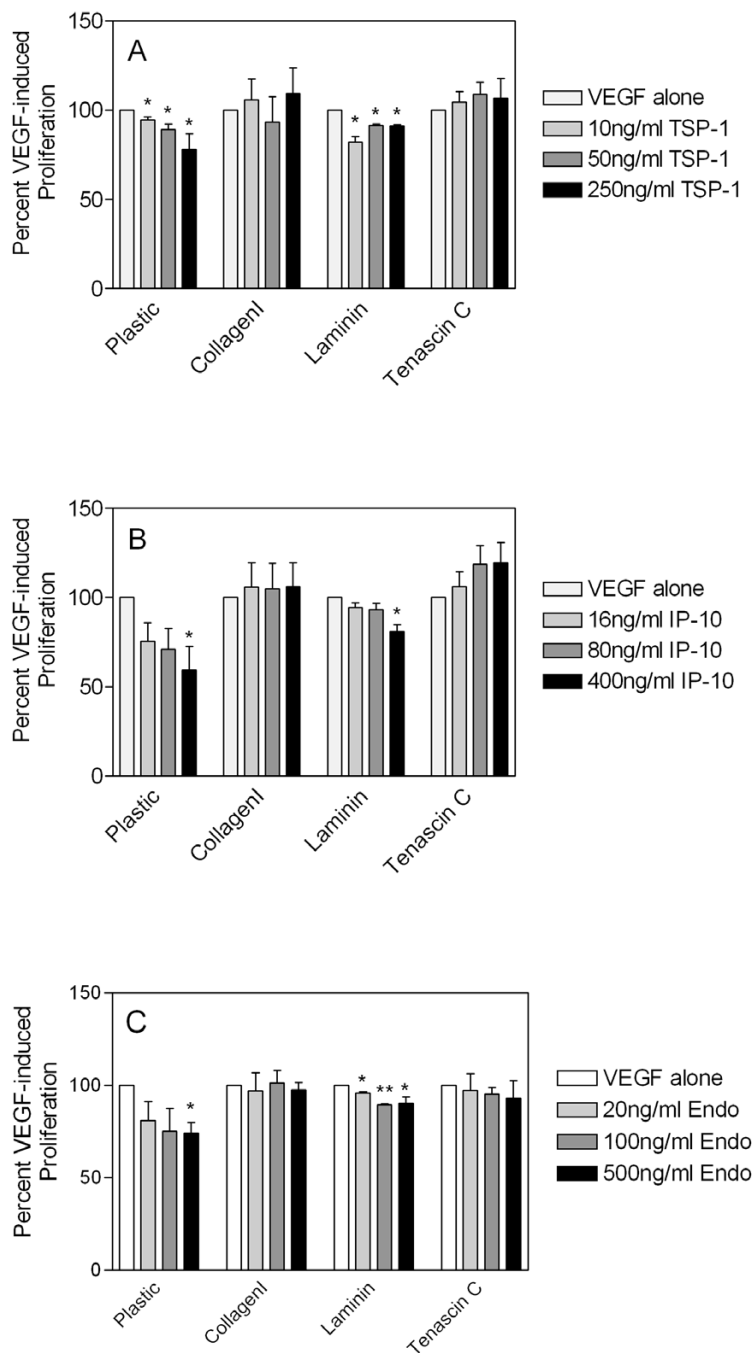 A
Percent VEGF-induced
Proliferation
150
100
50
0
*
*
*
*
*
*
Plastic
CollagenI
Laminin
Tenascin C
VEGF alone
10ng/ml TSP-1
50ng/ml TSP-1
250ng/ml TSP-1
B
Percent VEGF-induced
Proliferation
150
100
50
0
*
*
Plastic
CollagenI
Laminin
Tenascin C
VEGF alone
16ng/ml IP-10
80ng/ml IP-10
400ng/ml IP-10
C
Percent VEGF-induced
Proliferation
150
100
50
0
*
*
**
*
Plastic
CollagenI
Laminin
Tenascin C
VEGF alone
20ng/ml Endo
100ng/ml Endo
500ng/ml Endo